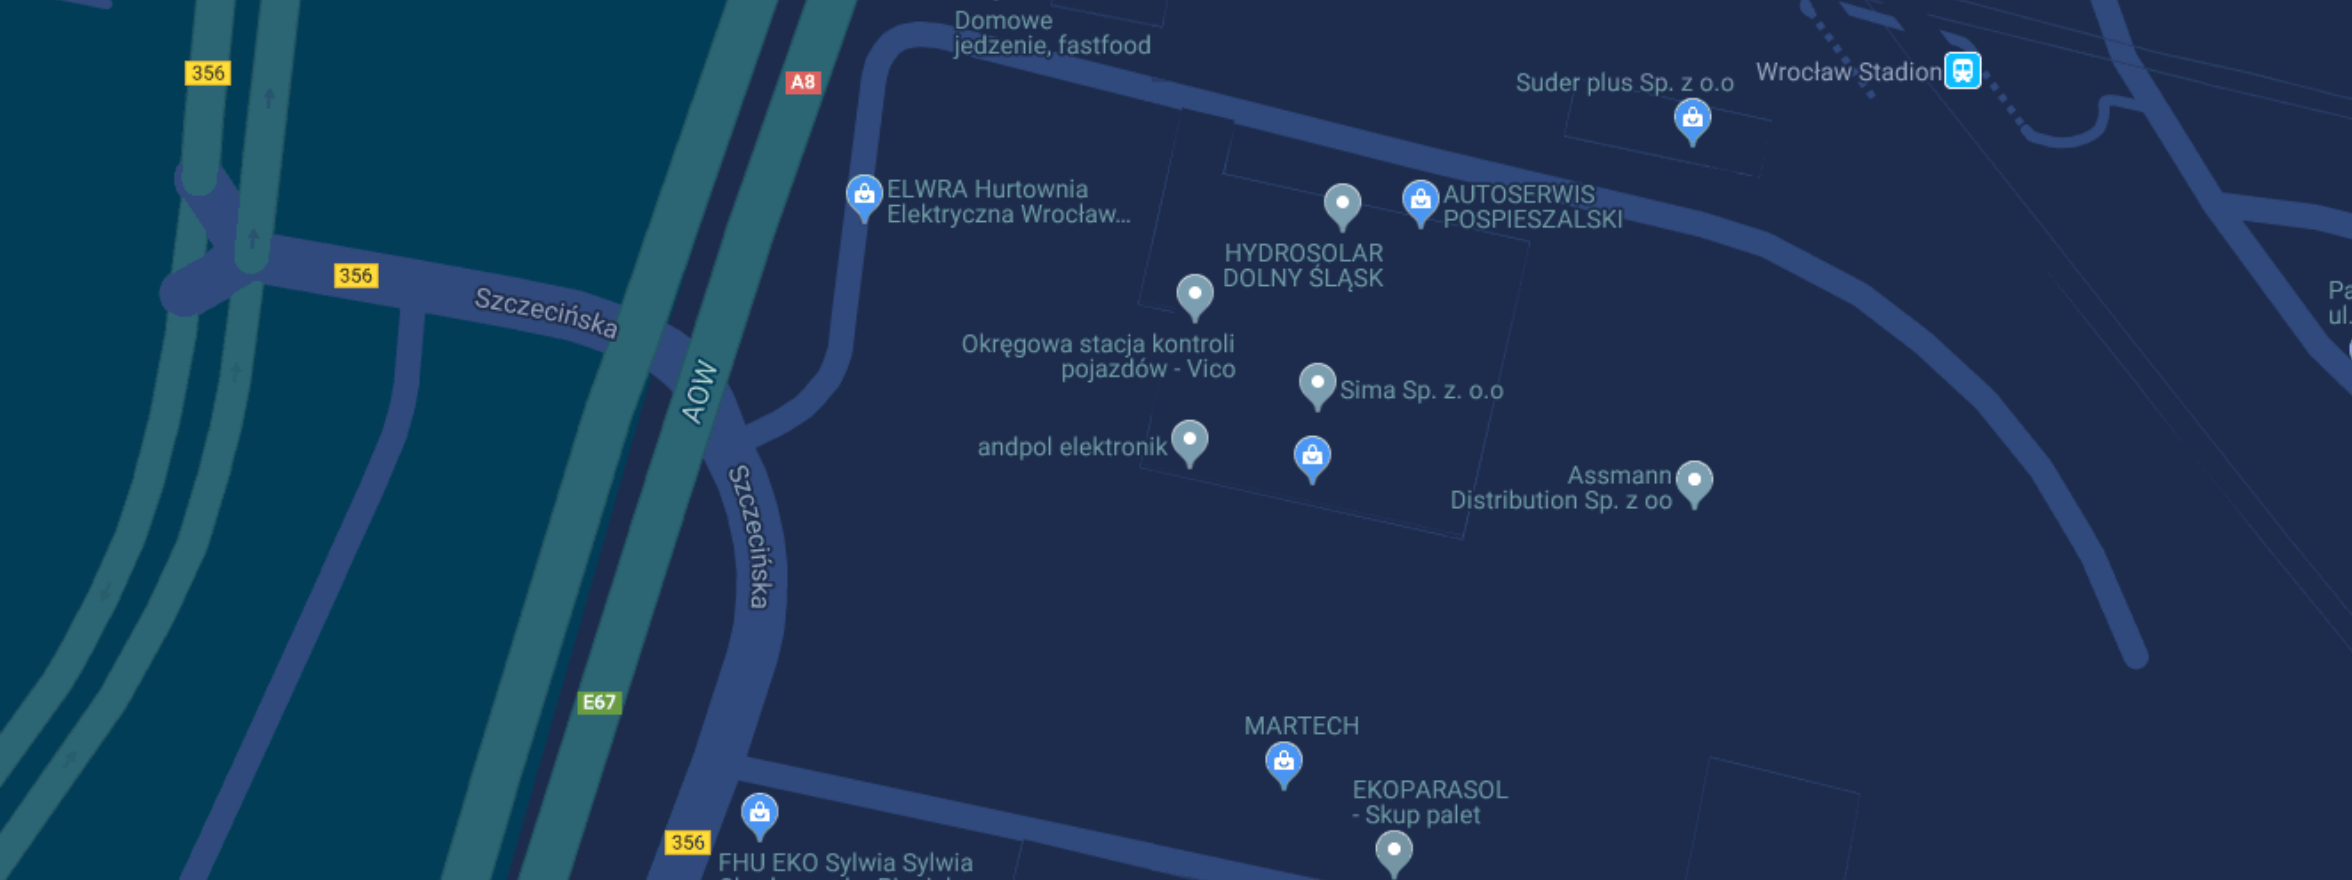 Domowe
jedzenie, fastfood
356
A8
Suder plus Sp. z o.o
Wrocław Stadion
ELWRA Hurtownia
Elektryczna Wrocław...
AUTOSERWIS
POSPIESZALSKI
HYDROSOLAR
DOLNY ŚLĄSK
356
Szczecińska
Okręgowa stacja kontroli
pojazdów - Vico
AOW
Sima Sp. z. o.o
andpol elektronik
Szczecińska
Assmann
Distribution Sp. z oo
E67
MARTECH
EKOPARASOL
- Skup palet
356
FHU EKO Sylwia Sylwia
ul.